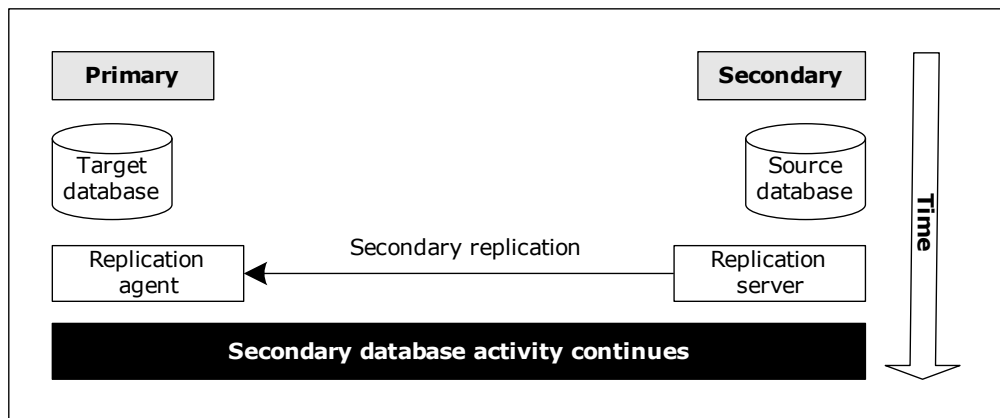 Primary
Secondary
Target
database
Source
database
Time
Secondary replication
Replication
agent
Replication
server
Secondary database activity continues